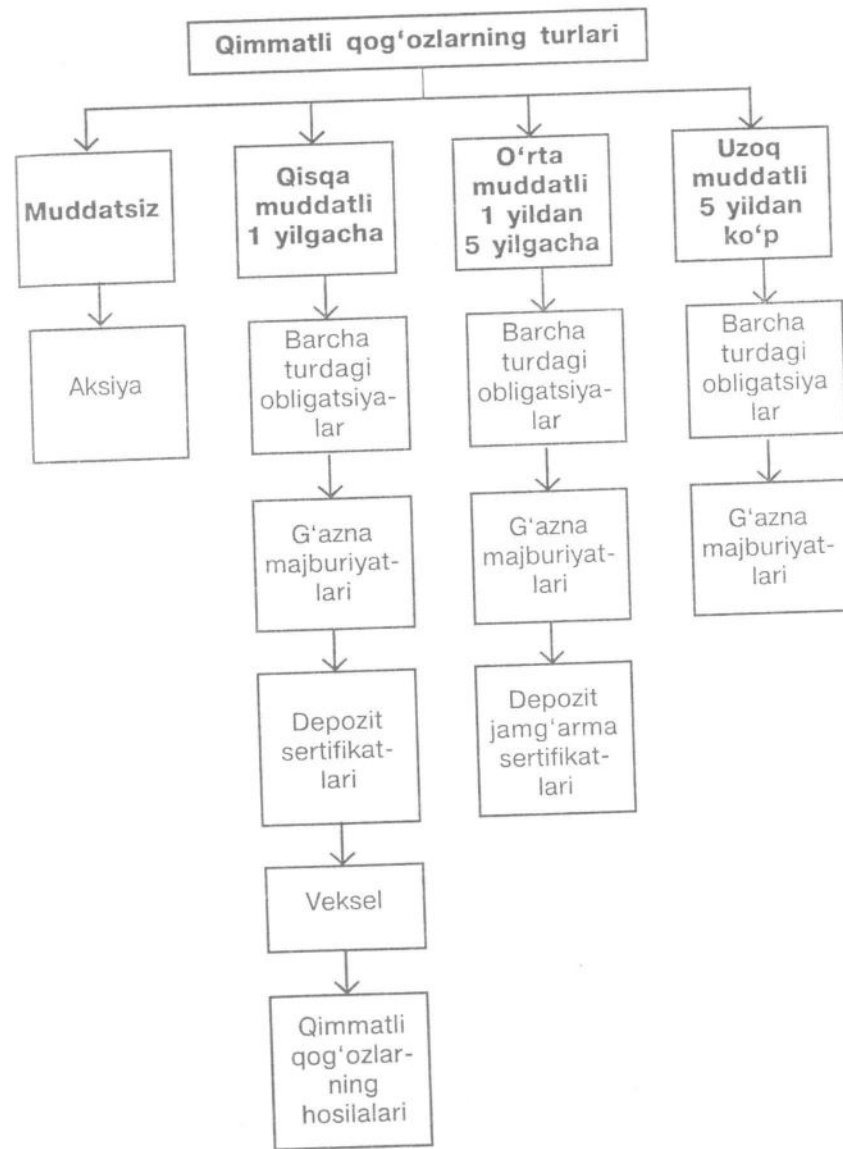 Qimmatli qog‘ozlarning turlari
Muddatsiz
Qisqa
muddatli
1 yilgacha
O‘rta
muddatli
1 yildan
5 yilgacha
Uzoq
muddatli
5 yildan
ko‘p
Aksiya
Barcha
turdagi
obligatsiya-
lar
Barcha
turdagi
obligatsiya-
lar
Barcha
turdagi
obligatsiya
lar
G‘azna
majburiyat-
lari
G‘azna
majburiyat-
lari
G‘azna
majburiyat-
lari
Depozit
sertifikat-
lari
Depozit
jamg‘arma
sertifikat-
lari
Veksel
Qimmatli
qog‘ozlar-
ning
hosilalari